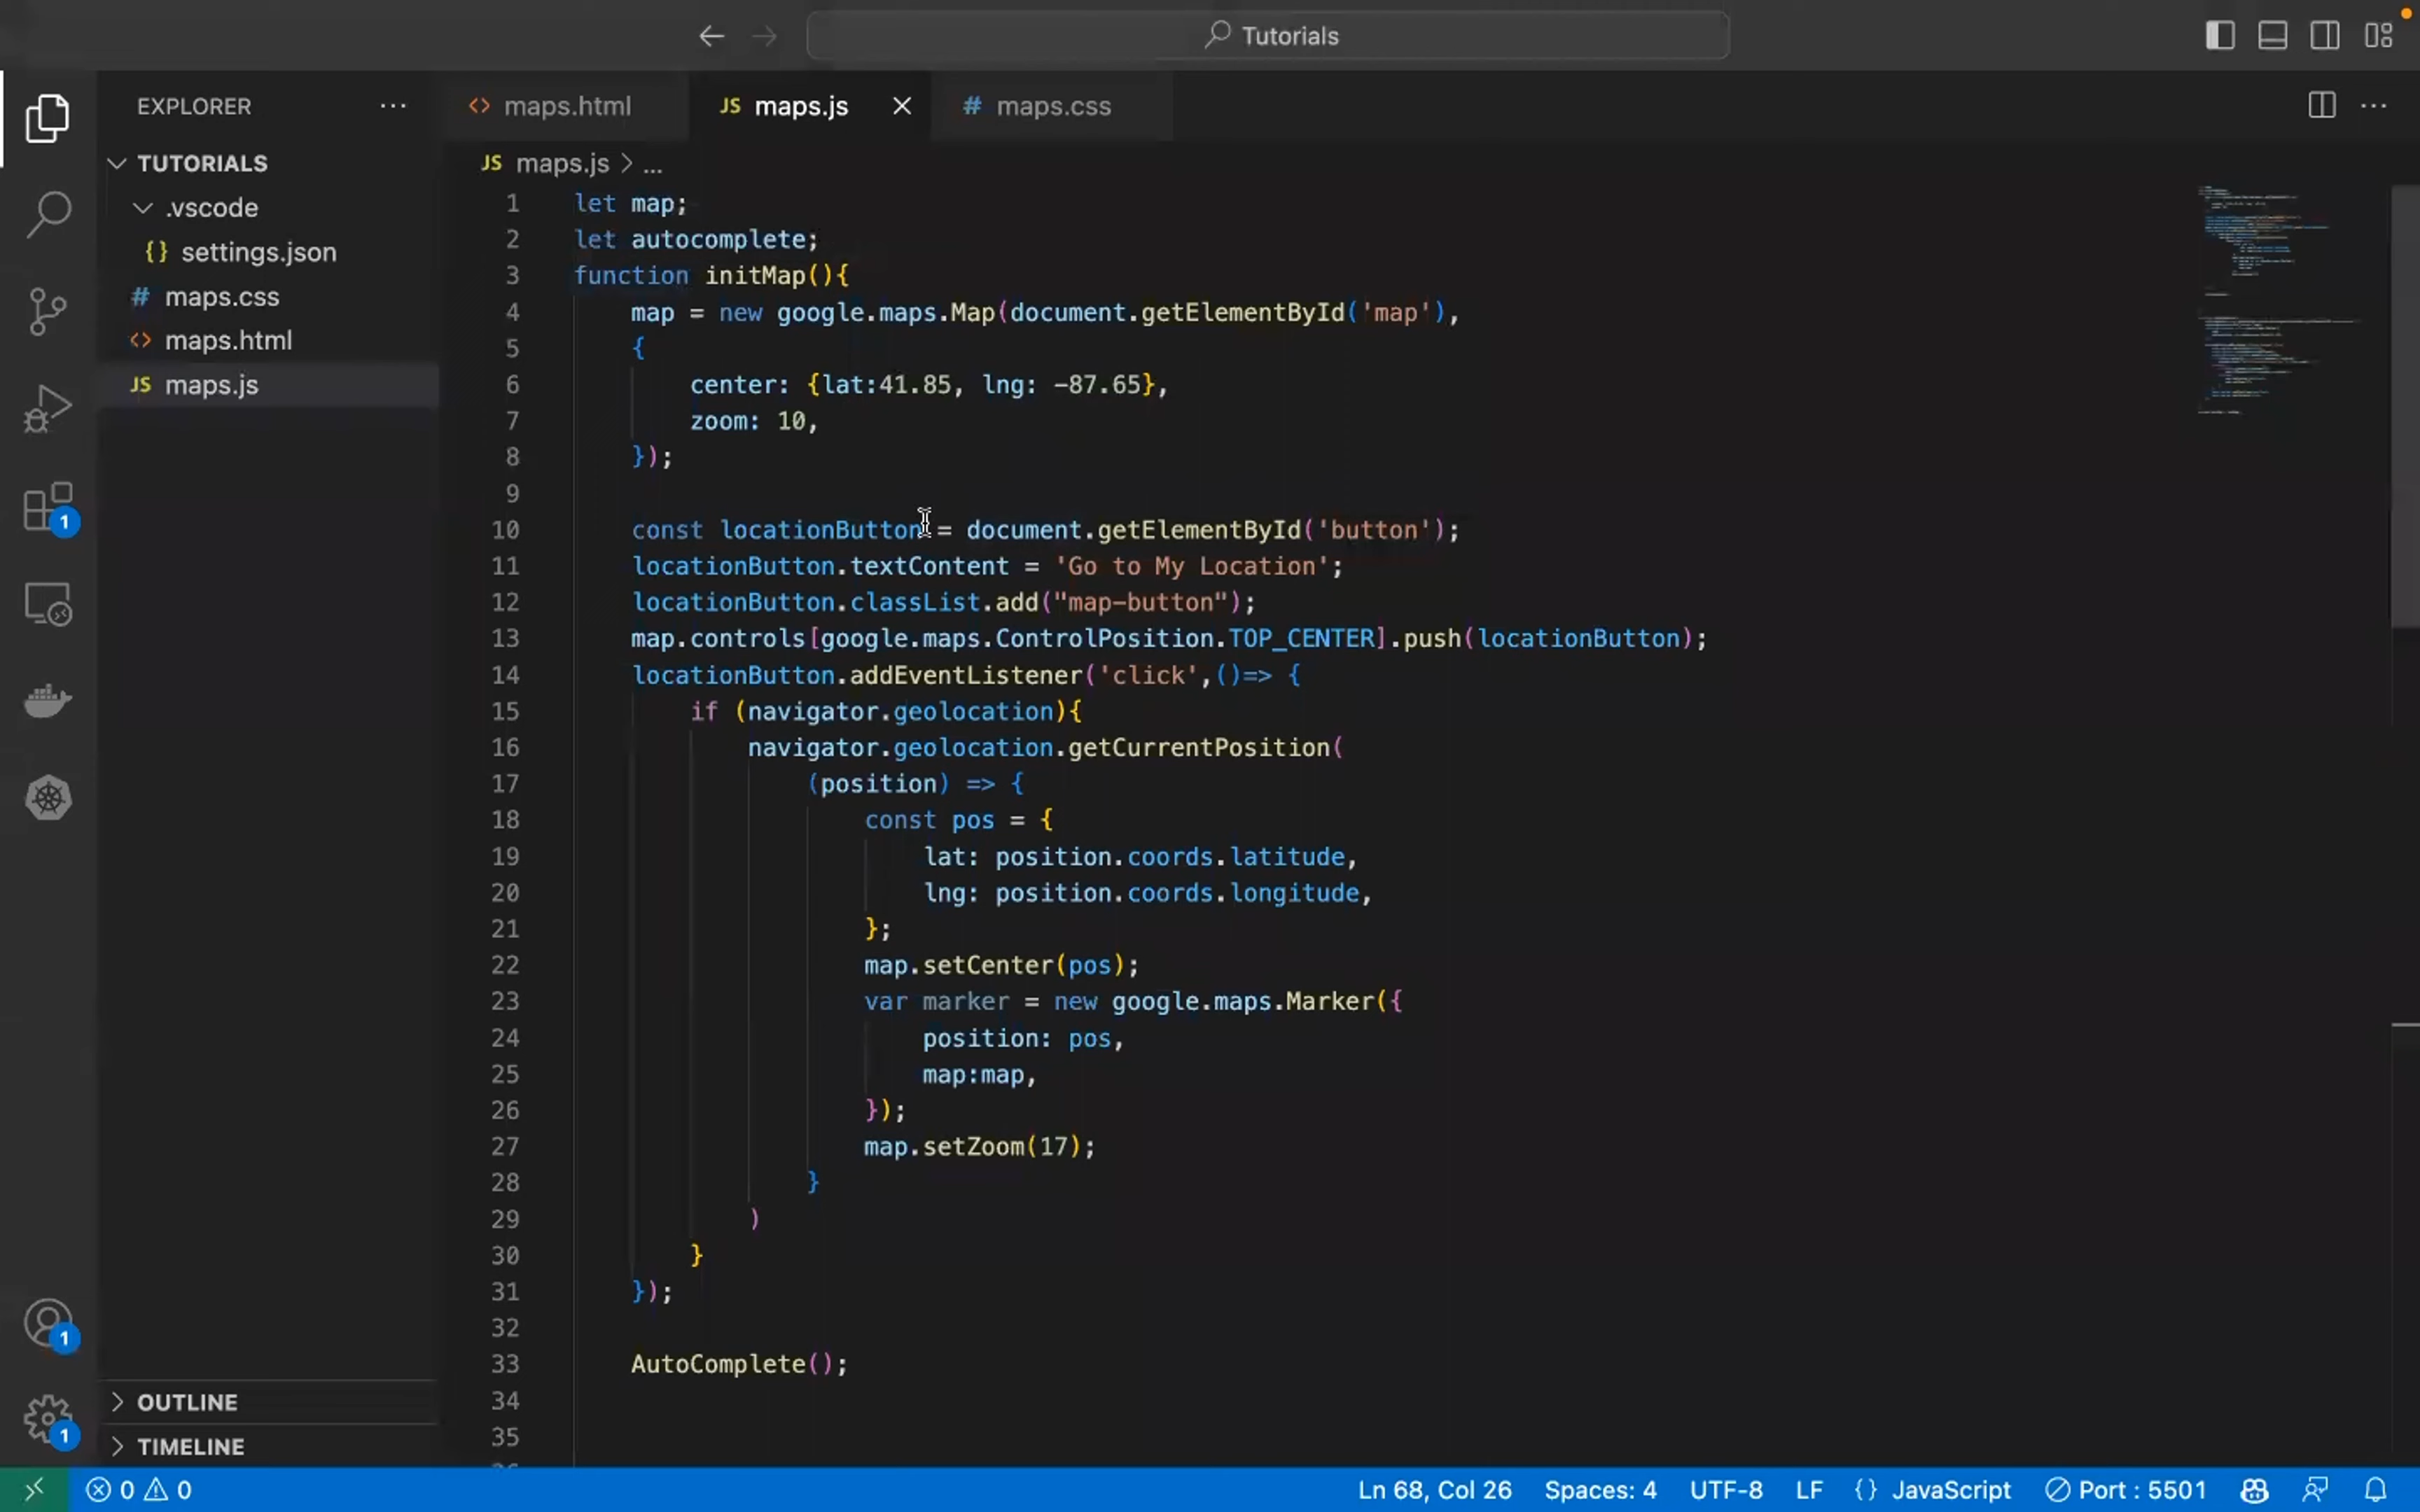 Tutorials
EXPLORER
TUTORIALS
.vscode
{} settings.json
# maps.css
<> maps.html
JS maps.js
OUTLINE
TIMELINE
1
1
1
<> maps.html
JS maps.js
# maps.css
JS maps.js > ...
1 let map;
2 let autocomplete;
3 function initMap(){
4 map = new google.maps.Map(document.getElementById('map'),
5 {
6 center: {lat:41.85, lng: -87.65},
7 zoom: 10,
8 });
9
10 const locationButton = document.getElementById('button');
11 locationButton.textContent = 'Go to My Location';
12 locationButton.classList.add("map-button");
13 map.controls[google.maps.ControlPosition.TOP_CENTER].push(locationButton);
14 locationButton.addEventListener('click',()=> {
15 if (navigator.geolocation){
16 navigator.geolocation.getCurrentPosition(
17 (position) => {
18 const pos = {
19 lat: position.coords.latitude,
20 lng: position.coords.longitude,
21 };
22 map.setCenter(pos);
23 var marker = new google.maps.Marker({
24 position: pos,
25 map:map,
26 });
27 map.setZoom(17);
28 }
29 )
30 }
31 });
32
33 AutoComplete();
34
35
0 0
Ln 68, Col 26
Spaces: 4
UTF-8
LF
{} JavaScript
Port : 5501